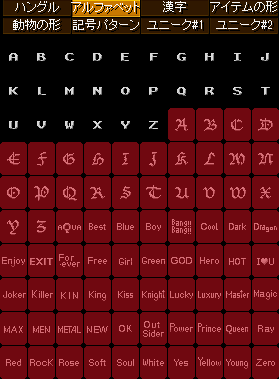 ハングル アルファベット 漢字 アイテムの形
動物の形 記号パターン ユニーク#1 ユニーク#2
A B C D E F G H I J
K L M N O P Q R S T
U V W X Y Z A B C D
E F G H I J K L M N
O P Q R S T U V W X
Y Z AQUA Best Blue Boy Bang!! Bang!! Cool Dark Dragon
Enjoy EXIT For-ever Free Girl Green GOD Hero HOT I♥U
Joker Killer KIN King Kiss Knight Lucky Luxury Master Magic
MAX MEN METAL NEW OK Out Sider Power Prince Queen Ray
Red Rock Rose Soft Soul White Yes Yellow Young Zero